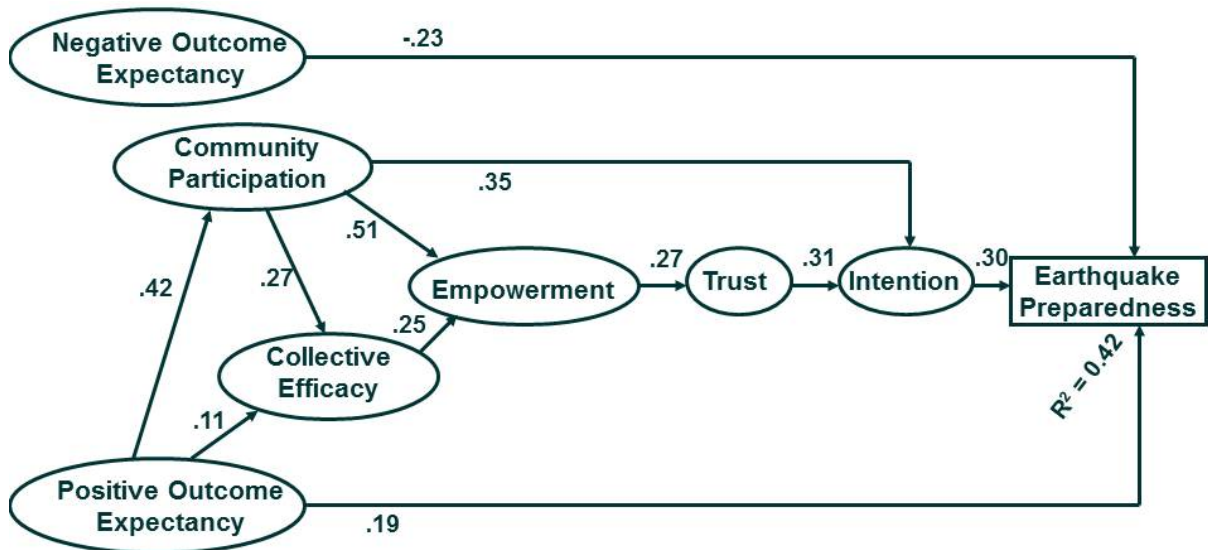 Negative Outcome
Expectancy
-.23
Community
Participation
.35
.51
.42
.27
Empowerment
.27
Trust
.31
Intention
.30
Earthquake
Preparedness
.25
Collective
Efficacy
R² = 0.42
.11
Positive Outcome
Expectancy
.19